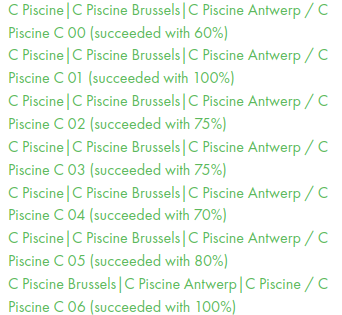 C Piscine|C Piscine Brussels|C Piscine Antwerp / C
Piscine C 00 (succeeded with 60%)
C Piscine|C Piscine Brussels|C Piscine Antwerp / C
Piscine C 01 (succeeded with 100%)
C Piscine|C Piscine Brussels|C Piscine Antwerp / C
Piscine C 02 (succeeded with 75%)
C Piscine|C Piscine Brussels|C Piscine Antwerp / C
Piscine C 03 (succeeded with 75%)
C Piscine|C Piscine Brussels|C Piscine Antwerp / C
Piscine C 04 (succeeded with 70%)
C Piscine|C Piscine Brussels|C Piscine Antwerp / C
Piscine C 05 (succeeded with 80%)
C Piscine Brussels|C Piscine Antwerp|C Piscine / C
Piscine C 06 (succeeded with 100%)